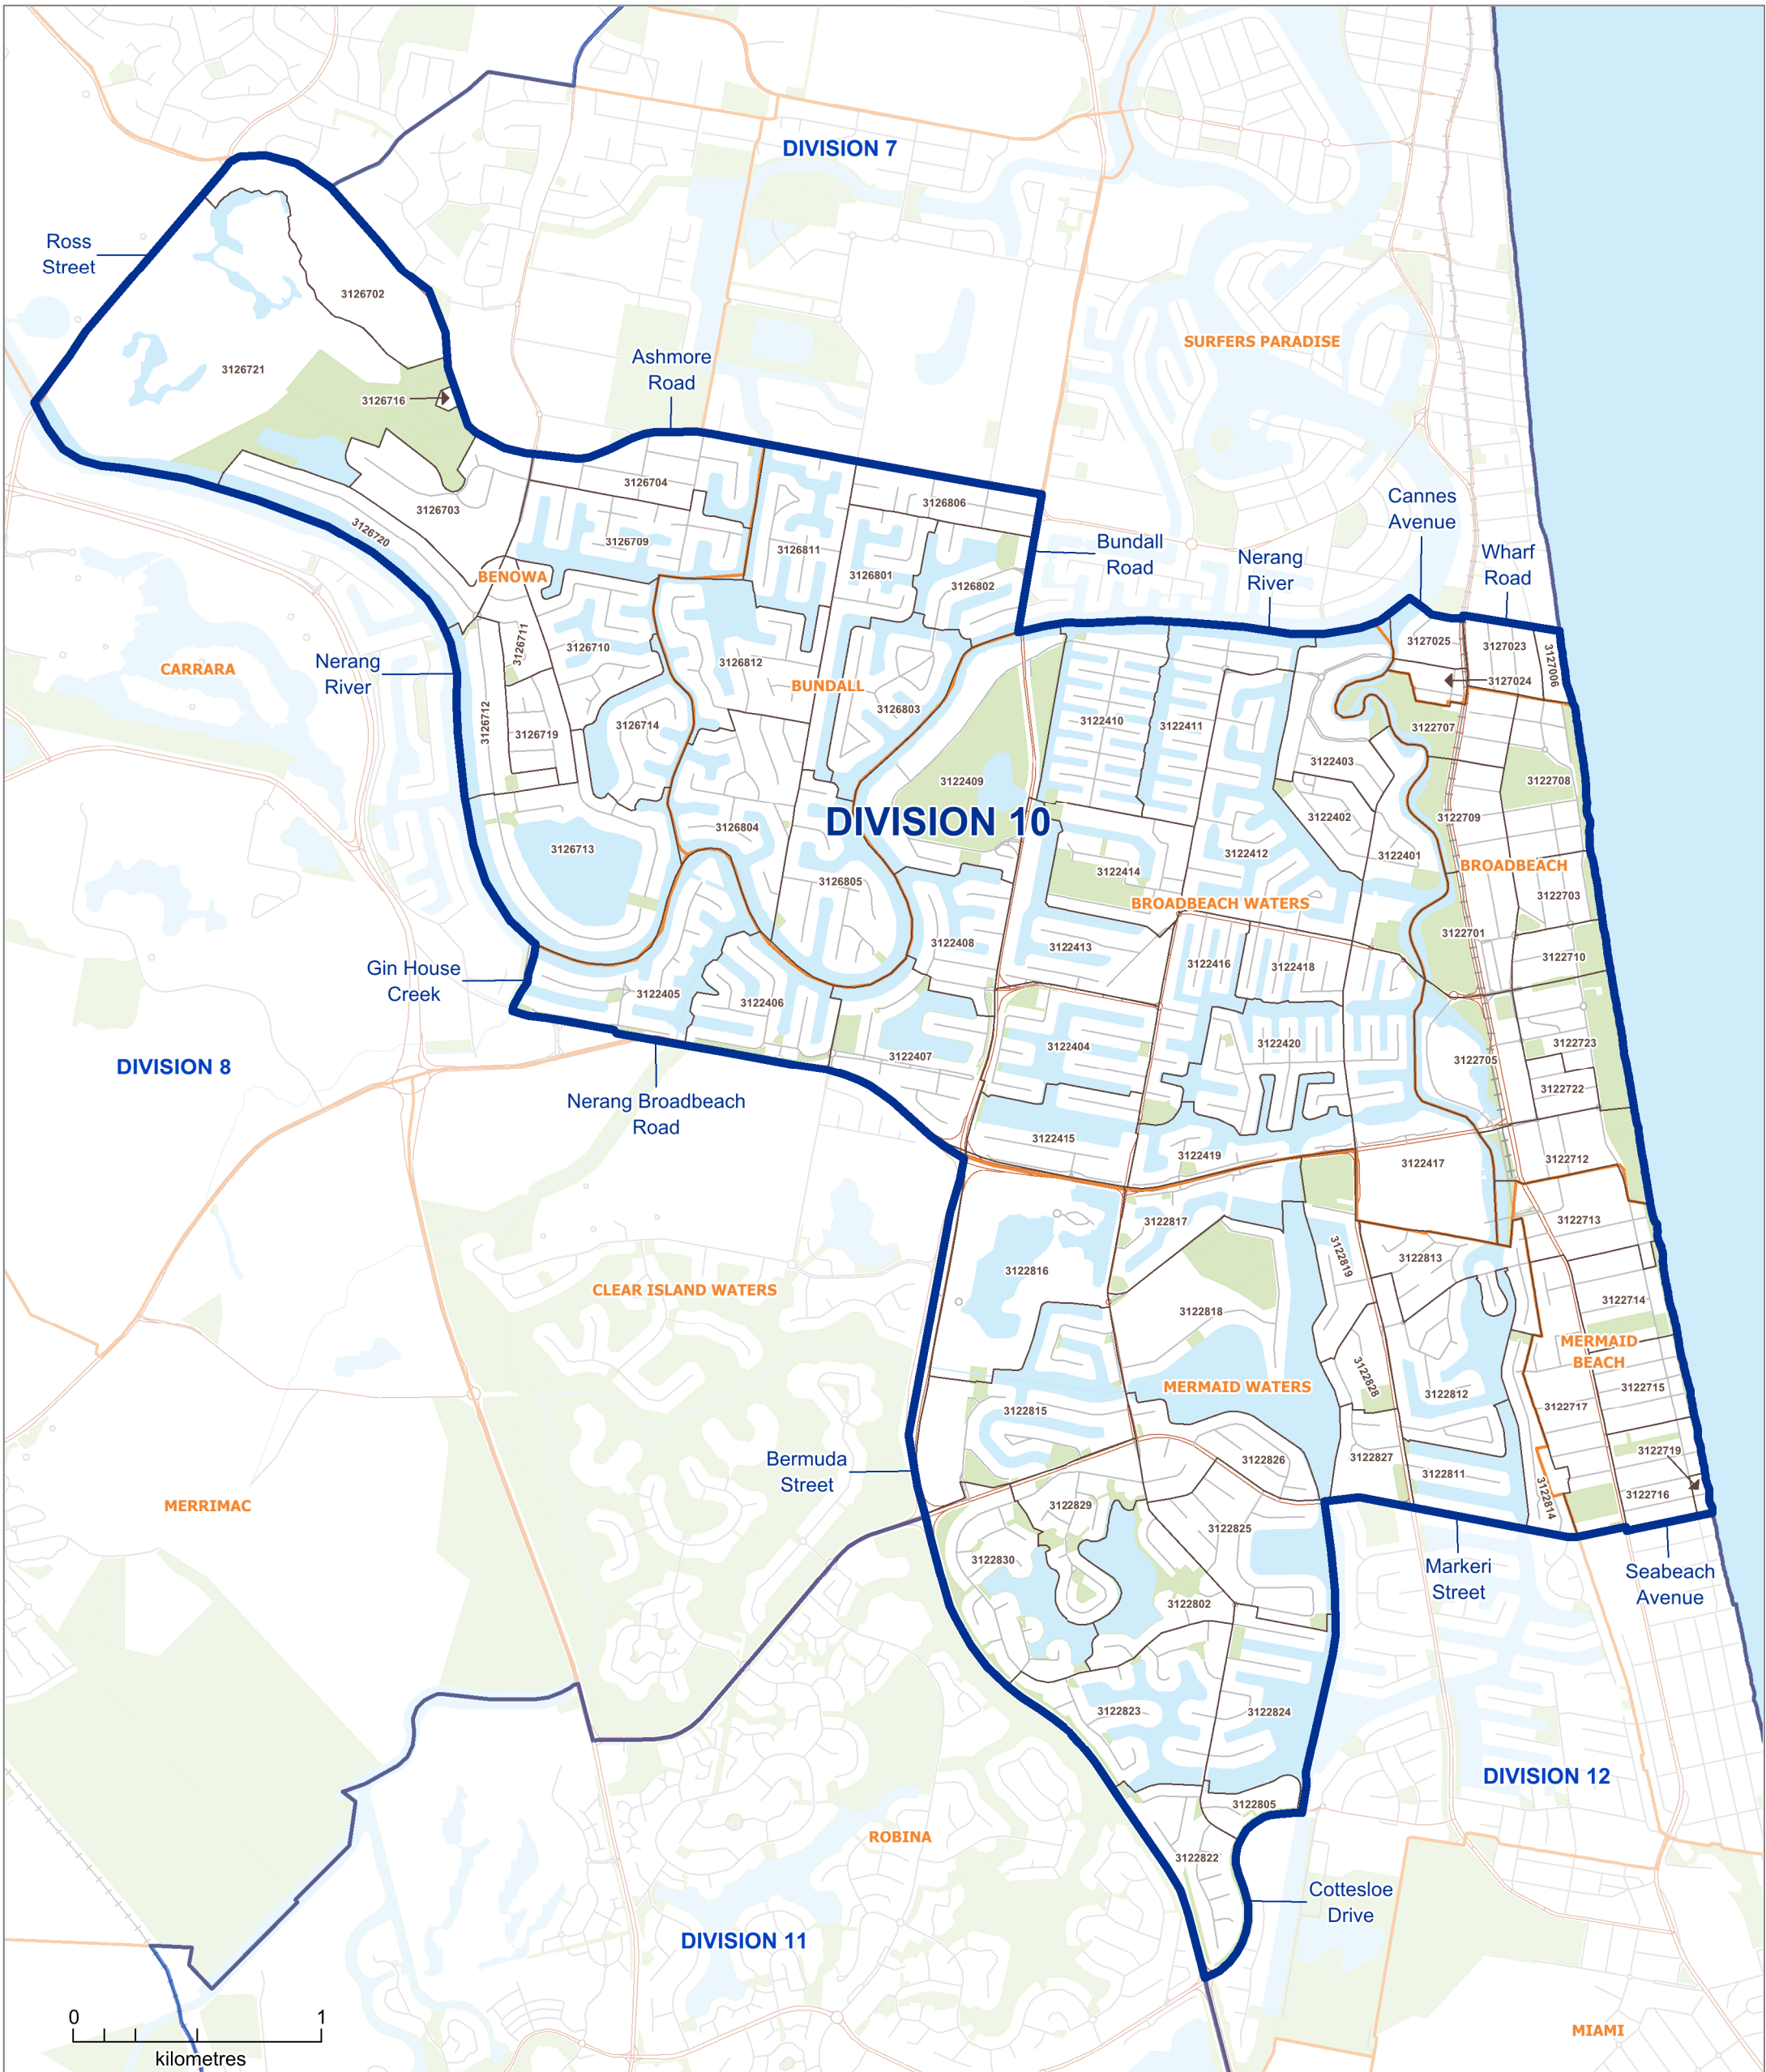 DIVISION 7
Ross
Street
3126702
SURFERS PARADISE
Ashmore
Road
3126721
3126716
3126704
Cannes
Avenue
3126703
3126806
3126720
3126709
3126811
Bundall
Road
Nerang
River
Wharf
Road
BENOWA
3126801
3126802
3127025
3127023
3127006
3126711
3126710
3126812
3127024
CARRARA
Nerang
River
BUNDALL
3126803
3126712
3126719
3126714
3122410
3122411
3122707
3122403
3122409
3122708
DIVISION 10
3126804
3122402
3122709
3126713
3122412
3122401
3122414
BROADBEACH
3126805
BROADBEACH WATERS
3122703
3122408
3122413
3122701
3122416
3122418
3122710
Gin House
Creek
3122405
3122406
3122404
3122420
3122723
3122407
3122705
DIVISION 8
3122722
Nerang Broadbeach
Road
3122415
3122419
3122417
3122712
3122817
3122713
3122813
3122819
3122816
CLEAR ISLAND WATERS
3122714
3122818
MERMAID
BEACH
3122828
MERMAID WATERS
3122812
3122715
3122815
3122717
Bermuda
Street
3122826
3122827
3122719
3122811
3122814
3122716
MERRIMAC
3122829
3122825
3122830
Markeri
Street
Seabeach
Avenue
3122802
3122823
3122824
DIVISION 12
3122805
ROBINA
3122822
Cottesloe
Drive
DIVISION 11
0 1
kilometres
MIAMI